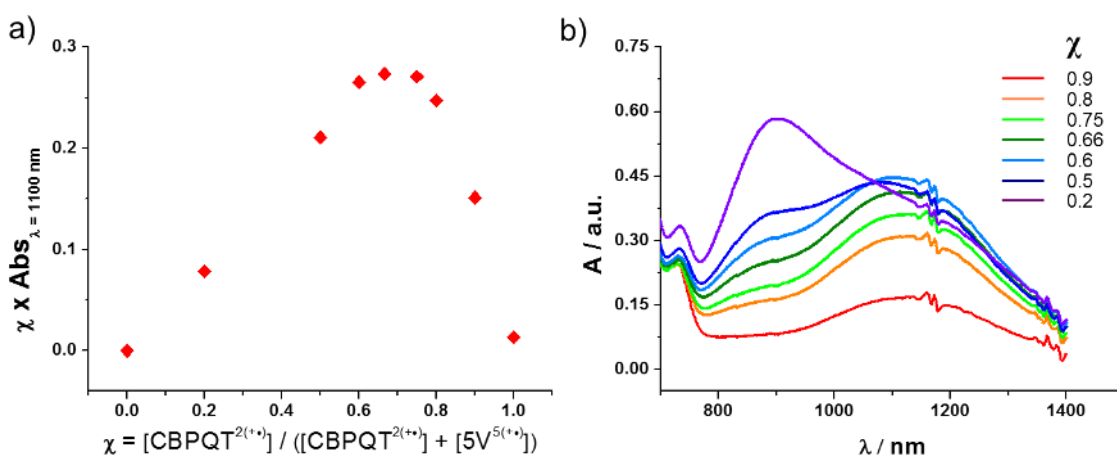 a)
0.3
0.2
0.1
0.0
χ x Abs λ = 1100 nm
0.0 0.2 0.4 0.6 0.8 1.0
χ = [CBPQT2(+•)] / ([CBPQT2(+•)] + [5V5(+•)])
b)
0.75
0.60
0.45
0.30
0.15
0.00
A / a.u.
800 1000 1200 1400
λ / nm
χ
0.9
0.8
0.75
0.66
0.6
0.5
0.2